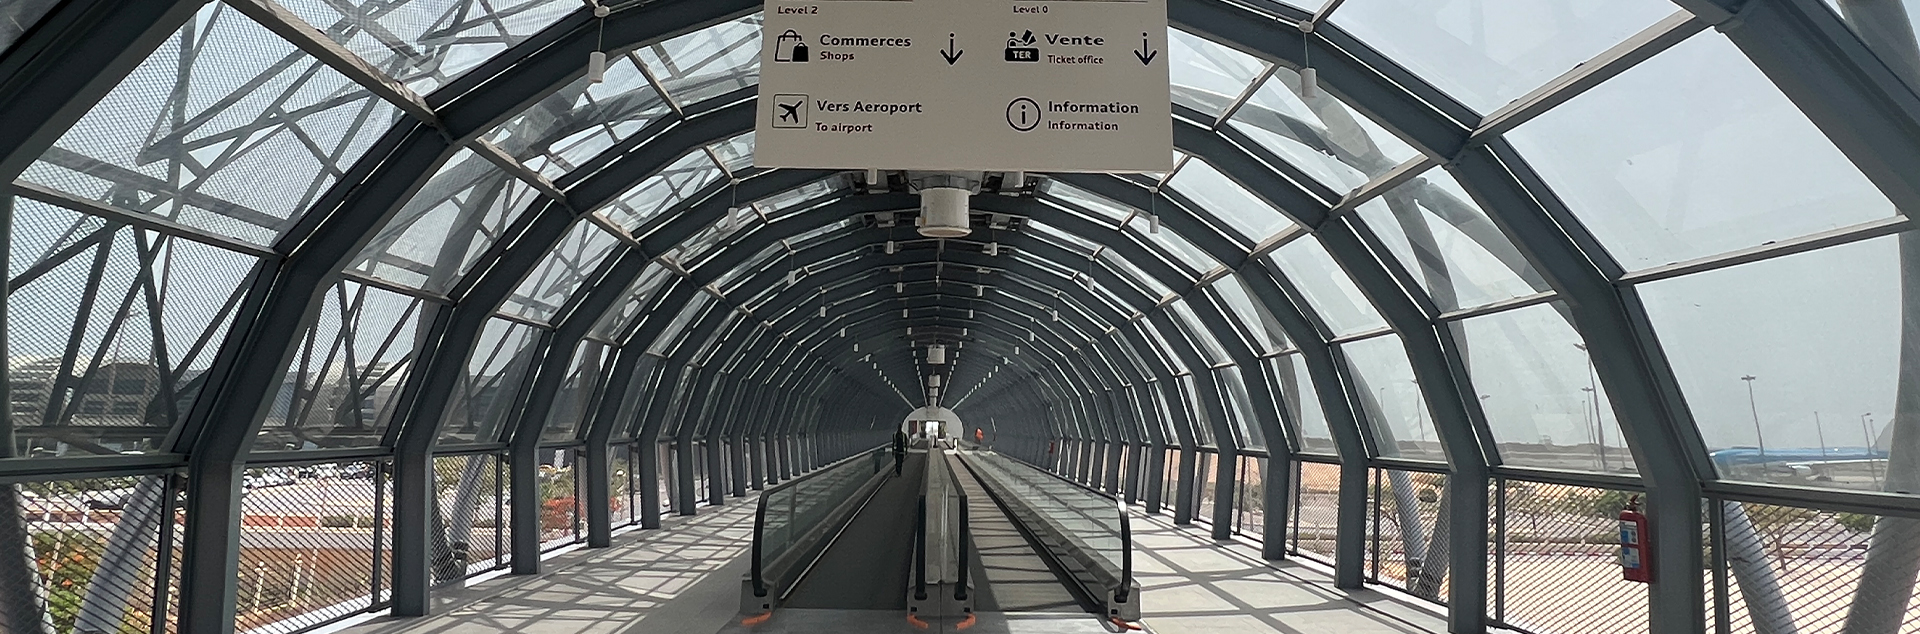 Level 2
Commerces
Shops
Vers Aeroport
To airport
Level 0
Vente
TER
Ticket office
Information
Information